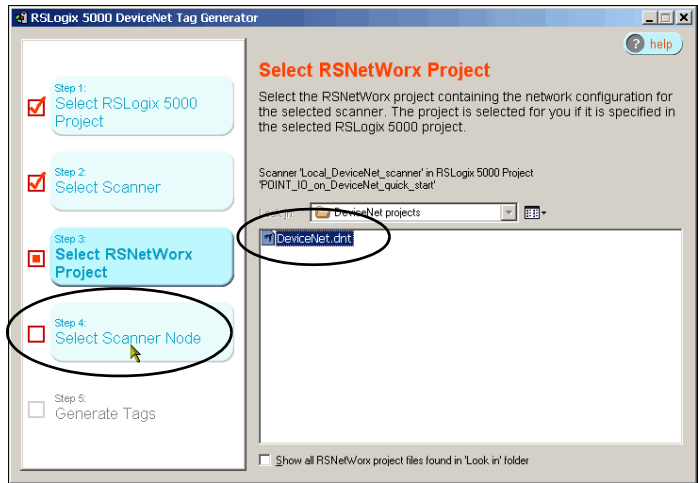 RSLogix 5000 DeviceNet Tag Generator
help
Step 1:
Select RSLogix 5000
Project
Step 2:
Select Scanner
Step 3:
Select RSNetWorx
Project
Step 4:
Select Scanner Node
Step 5:
Generate Tags
Select RSNetWorx Project
Select the RSNetWorx project containing the network configuration for
the selected scanner. The project is selected for you if it is specified in
the selected RSLogix 5000 project.
Scanner 'Local_DeviceNet_scanner' in RSLogix 5000 Project
'POINT_IO_on_DeviceNet_quick_start'
Look in: DeviceNet projects
DeviceNet.dnt
Show all RSNetWorx project files found in 'Look in' folder